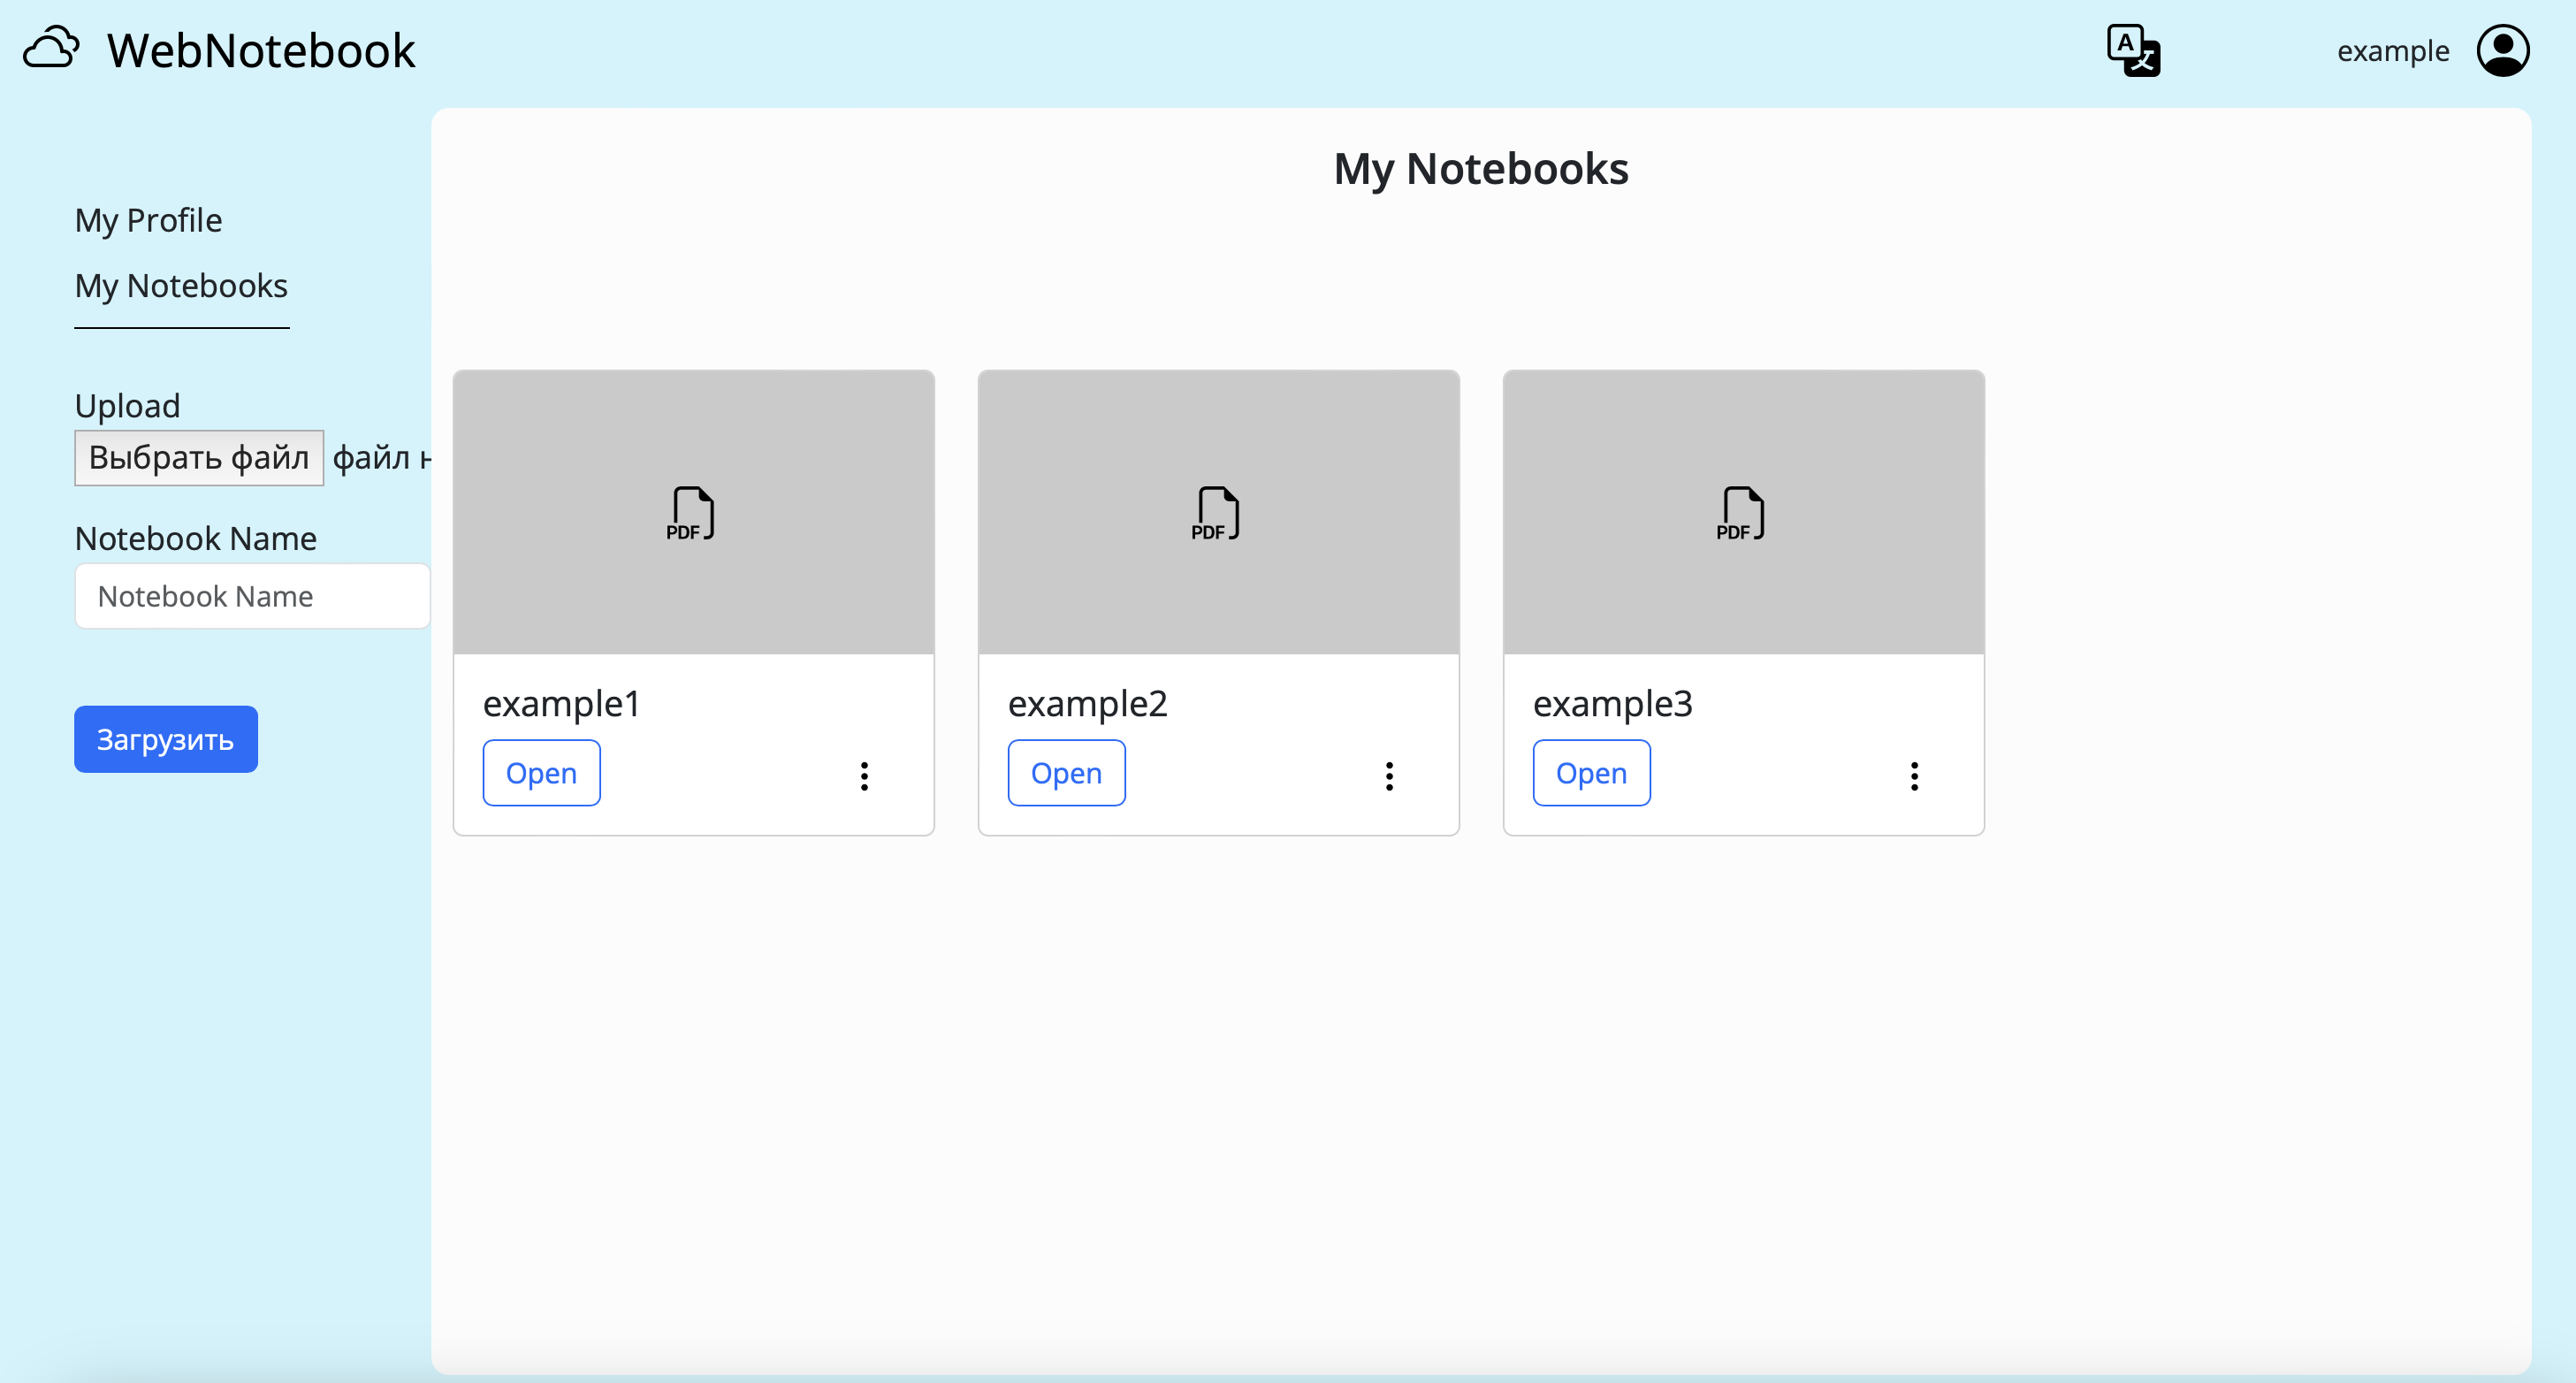 WebNotebook
A 文
example
My Profile
My Notebooks
Upload
Выбрать файл файл н
Notebook Name
Notebook Name
Загрузить
My Notebooks
PDF
PDF
PDF
example1
example2
example3
Open
Open
Open